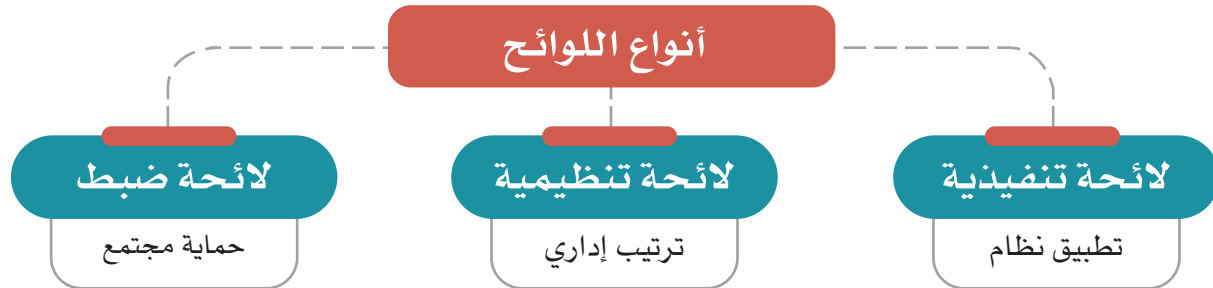 أنواع اللوائح
لائحة تنفيذية
تطبيق نظام
لائحة تنظيمية
ترتيب إداري
لائحة ضبط
حماية مجتمع